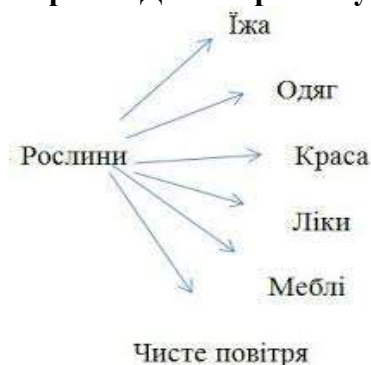 Їжа
Одяг
Рослини
Краса
Ліки
Меблі
Чисте повітря